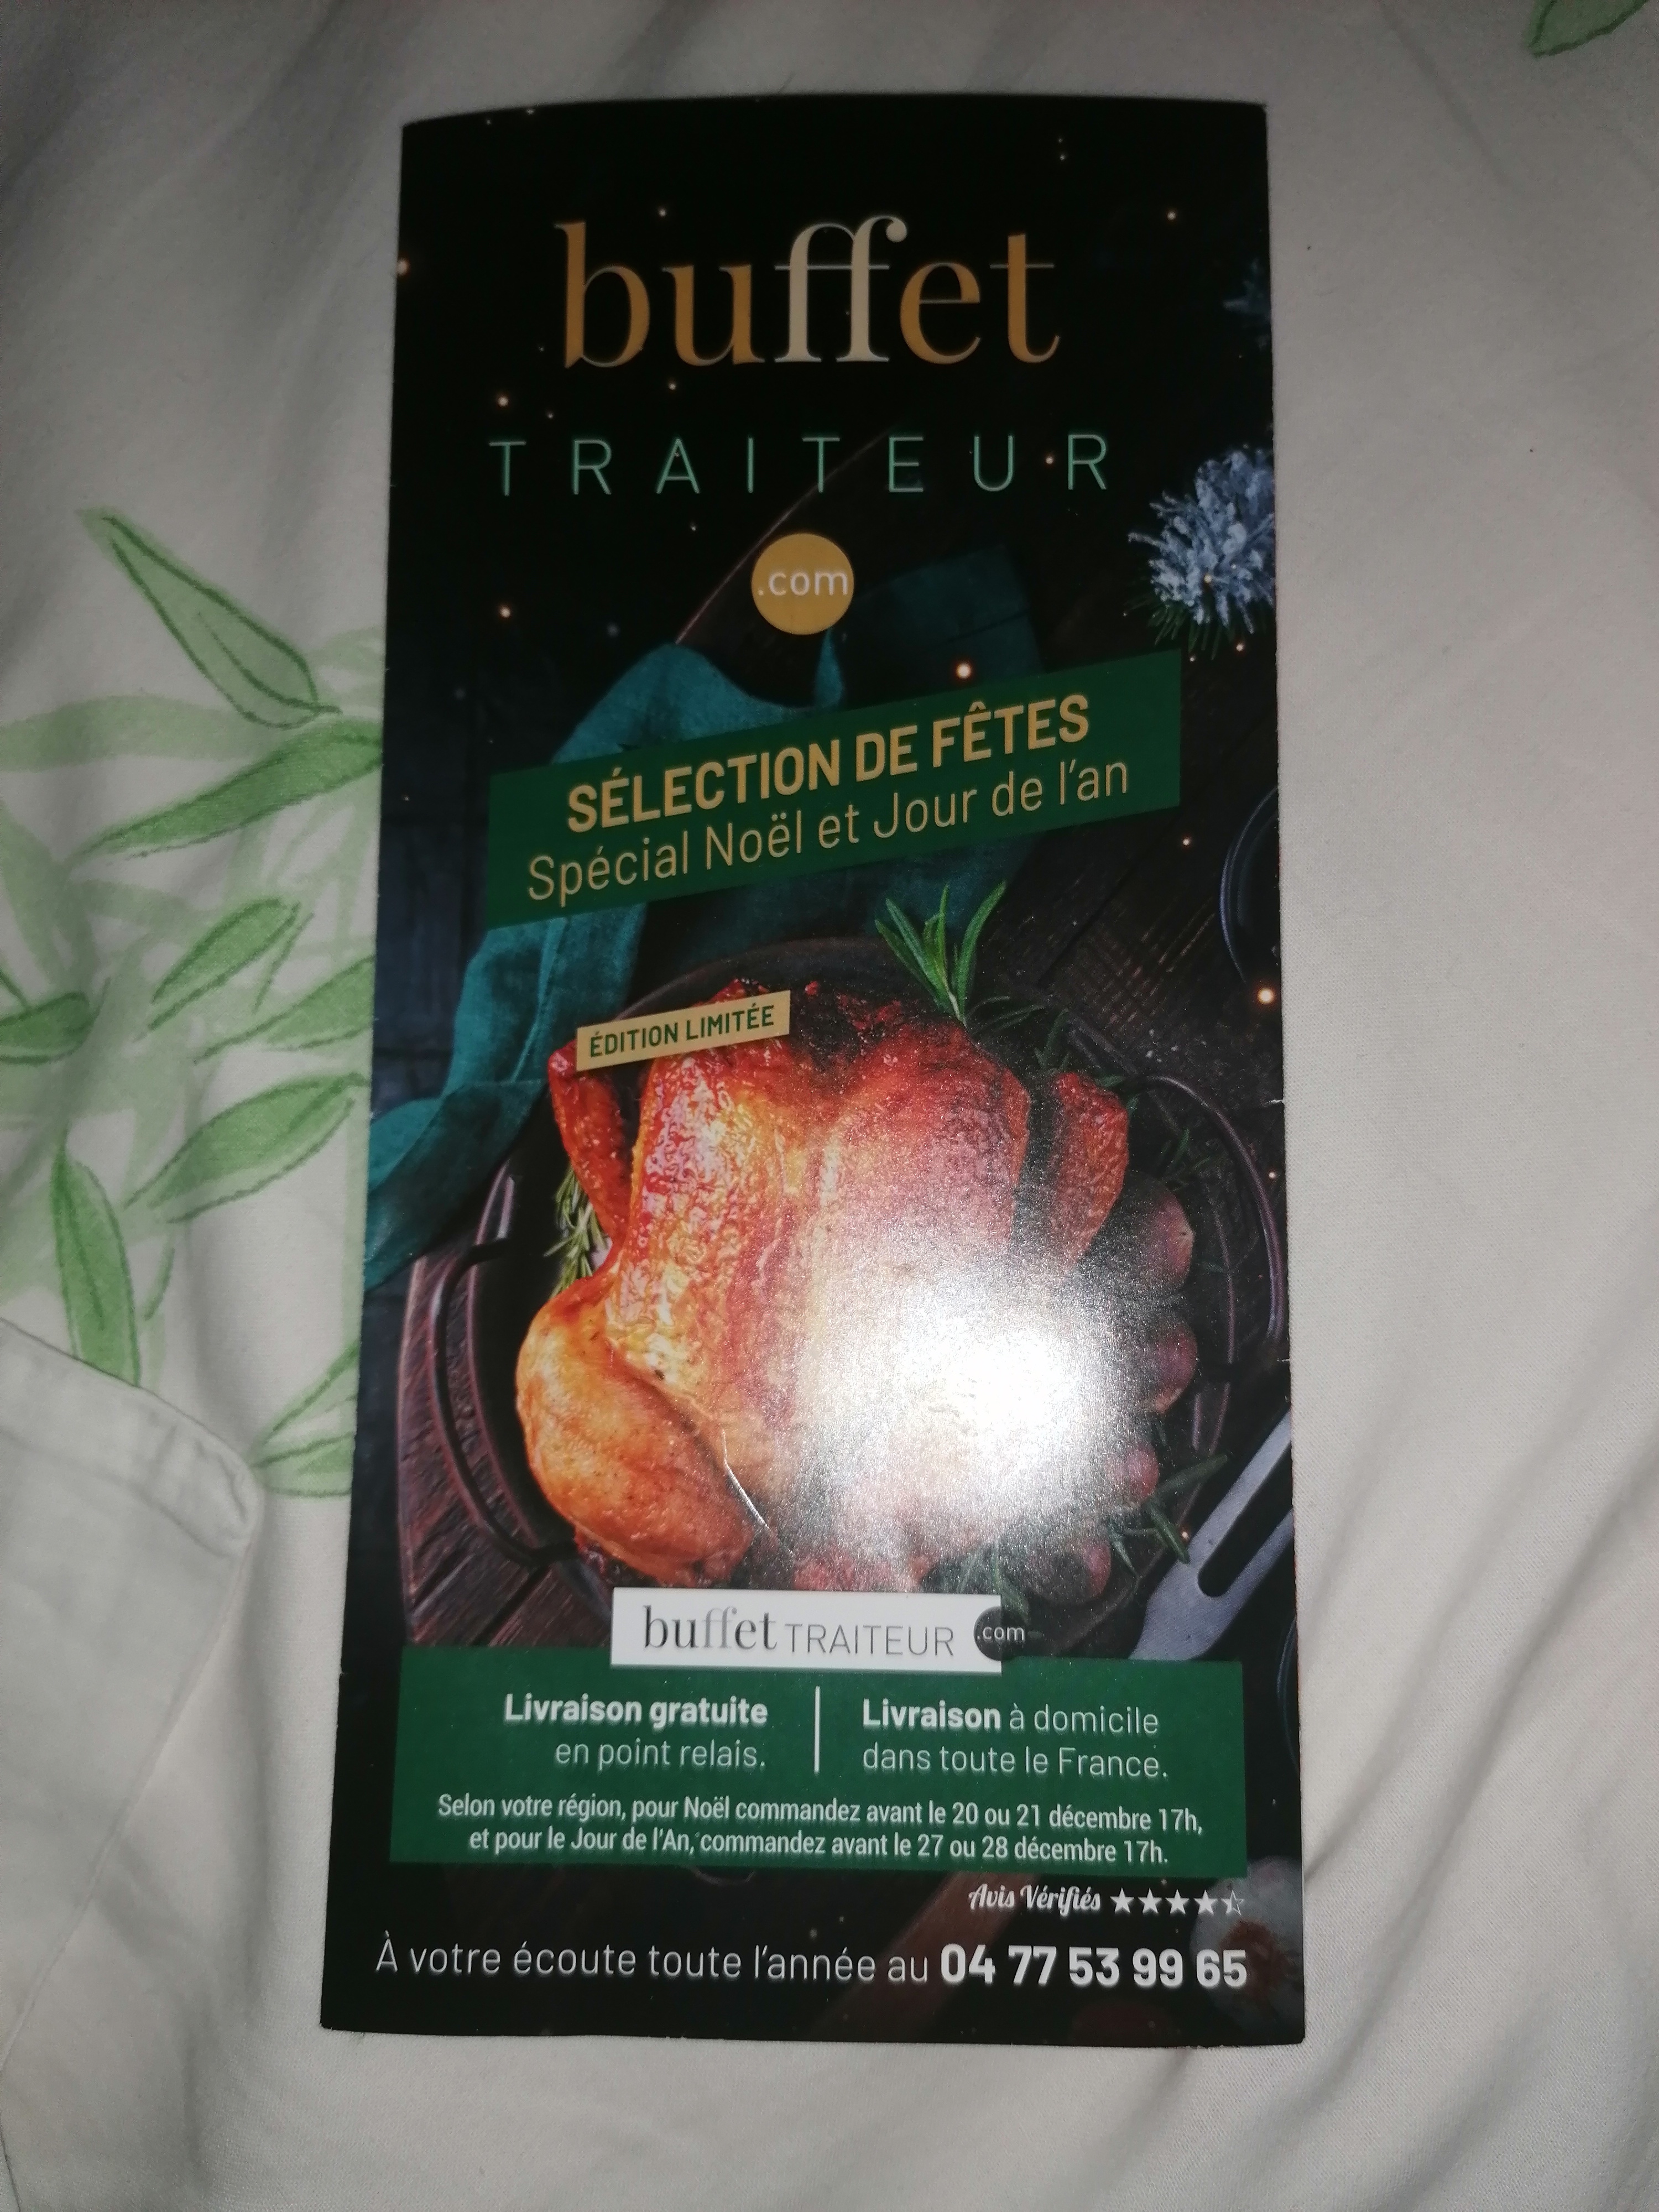 buffet
TRAITEUR
.com
SÉLECTION DE FÊTES
Spécial Noël et Jour de l'an
ÉDITION LIMITÉE
buffet TRAITEUR .com
Livraison gratuite
en point relais.
Livraison à domicile
dans toute le France.
Selon votre région, pour Noël commandez avant le 20 ou 21 décembre 17h,
et pour le Jour de l'An, commandez avant le 27 ou 28 décembre 17h.
Avis Vérifiés
À votre écoute toute l'année au 04 77 53 99 65